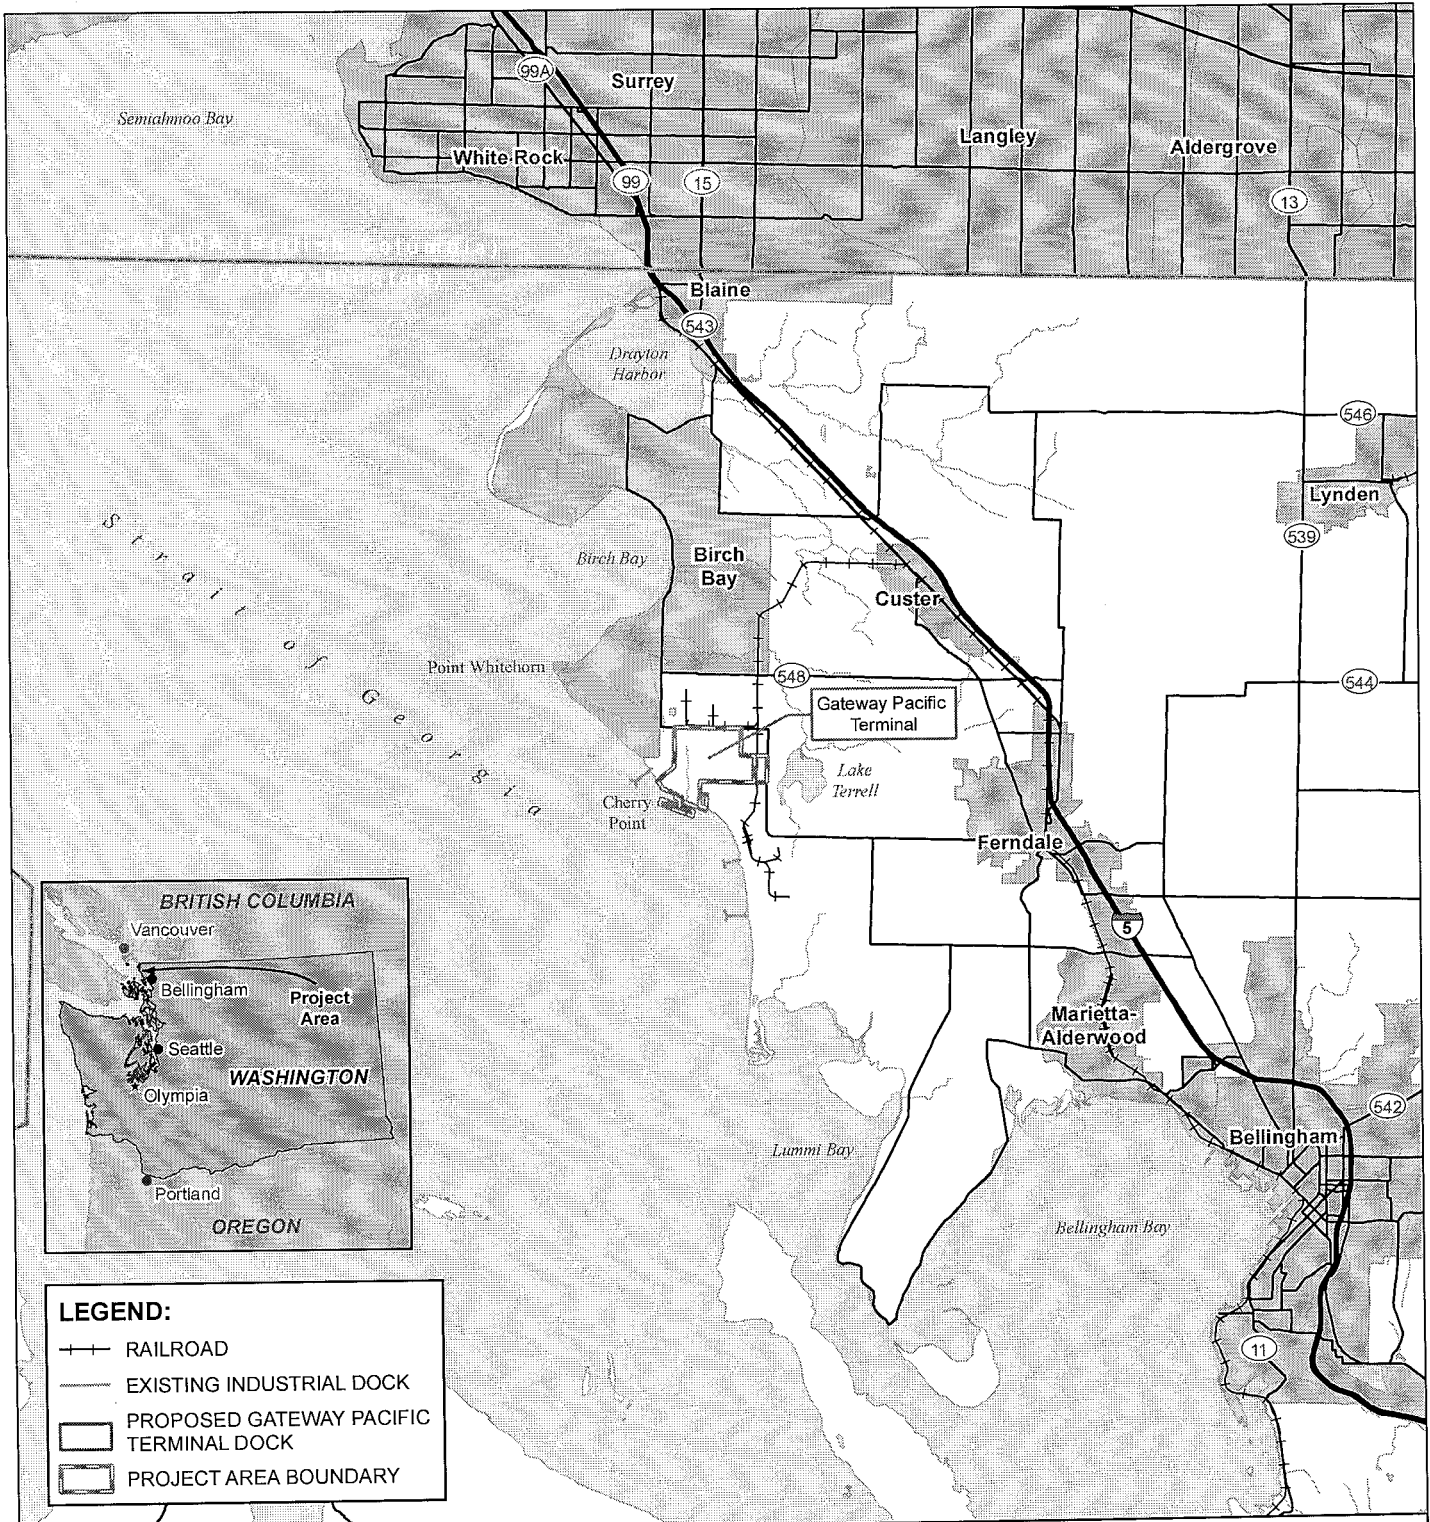 99A
Surrey
Semiahmoo Bay
Langley
Aldergrove
White Rock
99
15
13
CANADA (British Columbia)
Blaine
543
Drayton
Harbor
546
Lynden
539
Strait of Georgia
Birch Bay
Birch
Bay
Custer
Point Whitehorn
548
544
Gateway Pacific
Terminal
Lake
Terrell
Cherry
Point
Ferndale
5
BRITISH COLUMBIA
Vancouver
Bellingham
Project
Area
Seattle
WASHINGTON
Olympia
Portland
OREGON
Marietta-
Alderwood
542
Bellingham
Lummi Bay
Bellingham Bay
11
LEGEND:
RAILROAD
EXISTING INDUSTRIAL DOCK
PROPOSED GATEWAY PACIFIC
TERMINAL DOCK
PROJECT AREA BOUNDARY